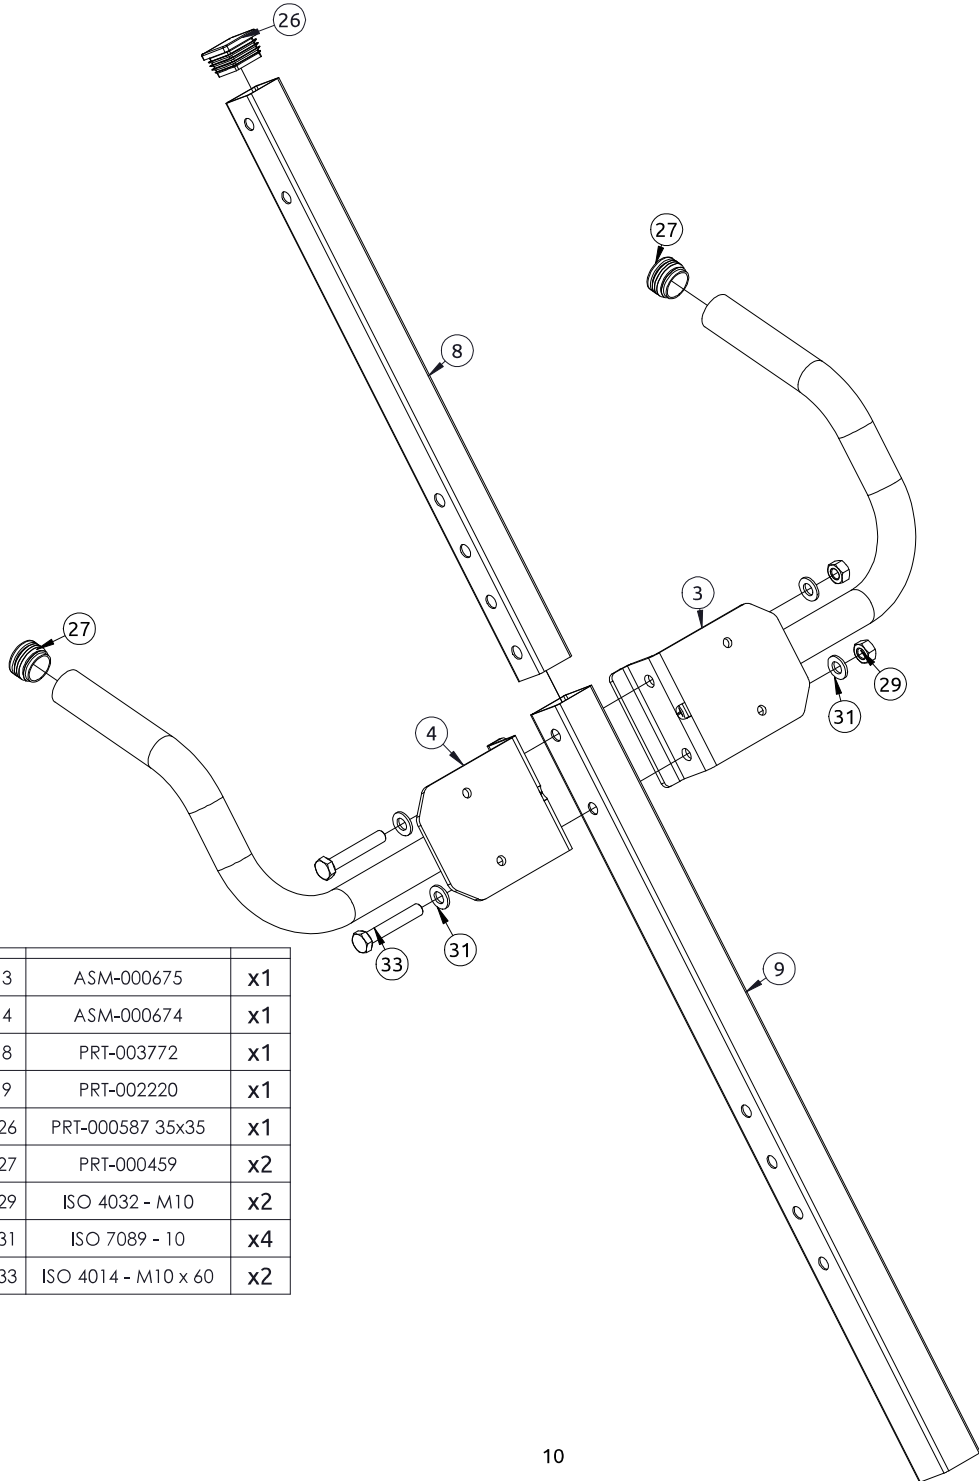 26
27
8
3
27
29
31
4
31
33
9
3 ASM-000675 x1
4 ASM-000674 x1
8 PRT-003772 x1
9 PRT-002220 x1
26 PRT-000587 35x35 x1
27 PRT-000459 x2
29 ISO 4032 - M10 x2
31 ISO 7089 - 10 x4
33 ISO 4014 - M10 x 60 x2
10